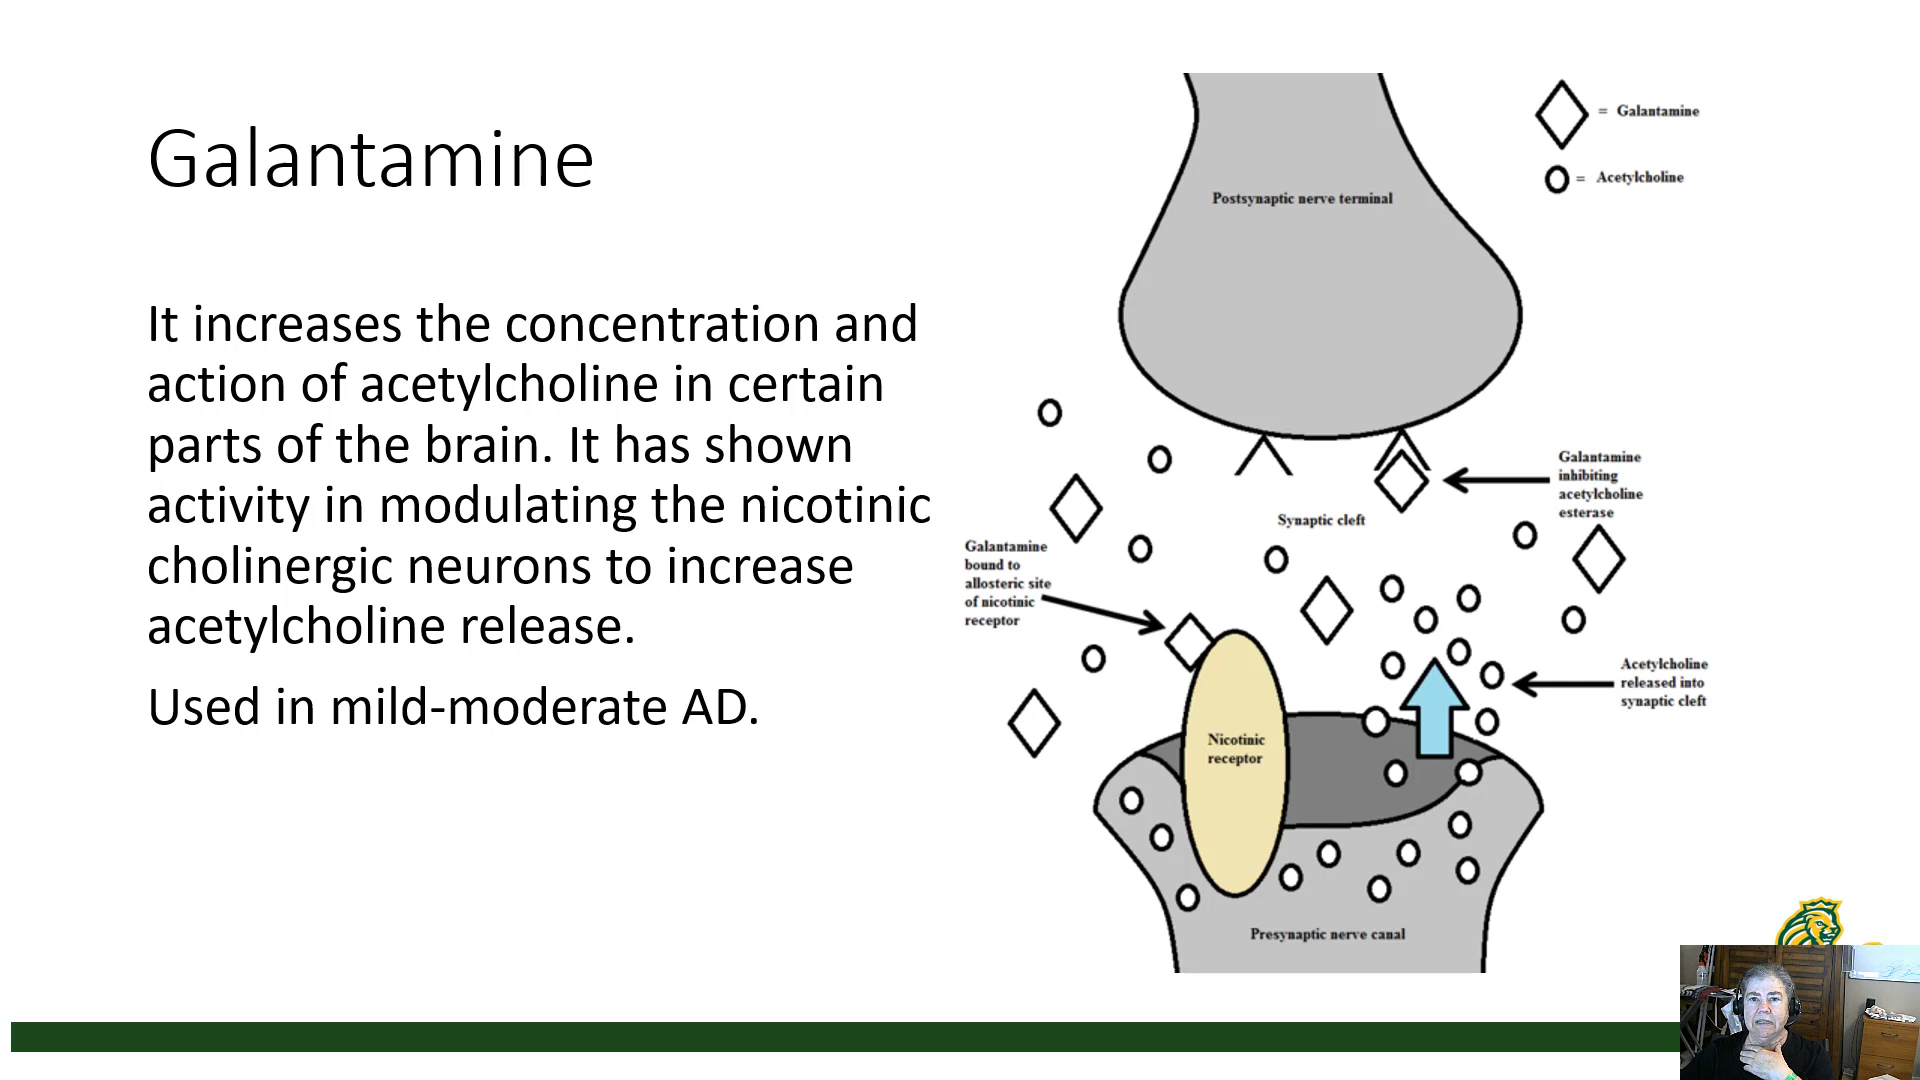 Galantamine
It increases the concentration and
action of acetylcholine in certain
parts of the brain. It has shown
activity in modulating the nicotinic
cholinergic neurons to increase
acetylcholine release.
Used in mild-moderate AD.
= Galantamine
= Acetylcholine
Postsynaptic nerve terminal
Galantamine
inhibiting
acetylcholine
esterase
Synaptic cleft
Galantamine
bound to
allosteric site
of nicotinic
receptor
Acetylcholine
released into
synaptic cleft
Nicotinic
receptor
Presynaptic nerve canal